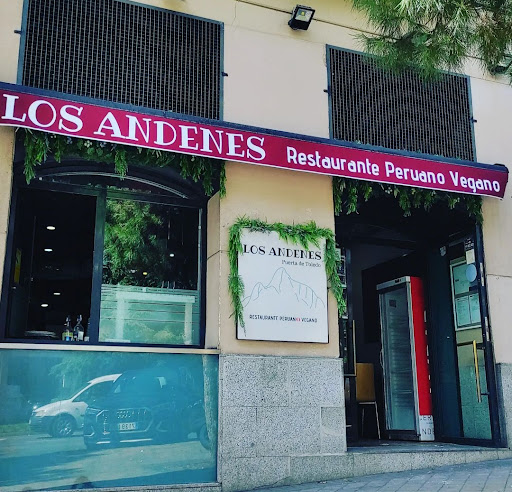 LOS ANDENES Restaurante Peruano Vegano
LOS ANDENES
Puerta de Toledo
RESTAURANTE PERUANO VEGANO